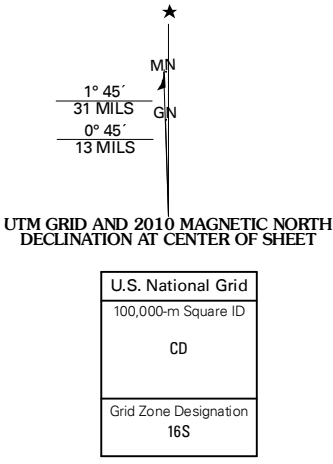 MN
1° 45´
31 MILS
GN
0° 45´
13 MILS
UTM GRID AND 2010 MAGNETIC NORTH
DECLINATION AT CENTER OF SHEET
U.S. National Grid
100,000-m Square ID
CD
Grid Zone Designation
16S